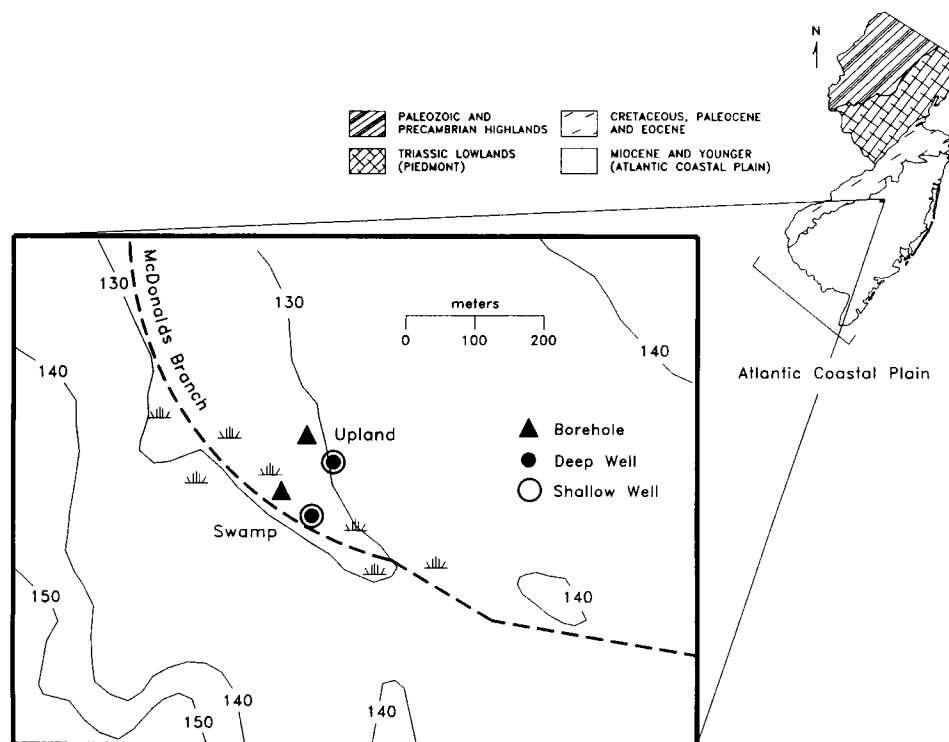 N
PALEOZOIC AND
PRECAMBRIAN HIGHLANDS
CRETACEOUS, PALEOCENE
AND EOCENE
TRIASSIC LOWLANDS
(PIEDMONT)
MIOCENE AND YOUNGER
(ATLANTIC COASTAL PLAIN)
Atlantic Coastal Plain
130
McDonalds Branch
130
meters
0 100 200
140
140
Upland
Borehole
Deep Well
Shallow Well
Swamp
150
140
140
150
140